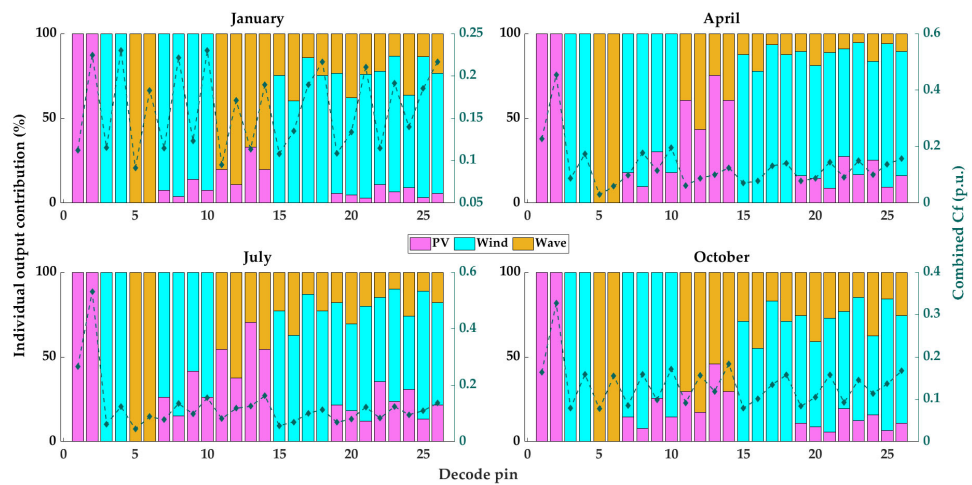 January
April
100
50
0
0 5 10 15 20 25
0.25
0.2
0.15
0.1
0.05
100
50
0
0 5 10 15 20 25
0.6
0.4
0.2
0
Individual output contribution (%)
Combined Cf (p.u.)
PV Wind Wave
July
October
100
50
0
0 5 10 15 20 25
0.6
0.4
0.2
0
100
50
0
0 5 10 15 20 25
0.4
0.3
0.2
0.1
0
Decode pin